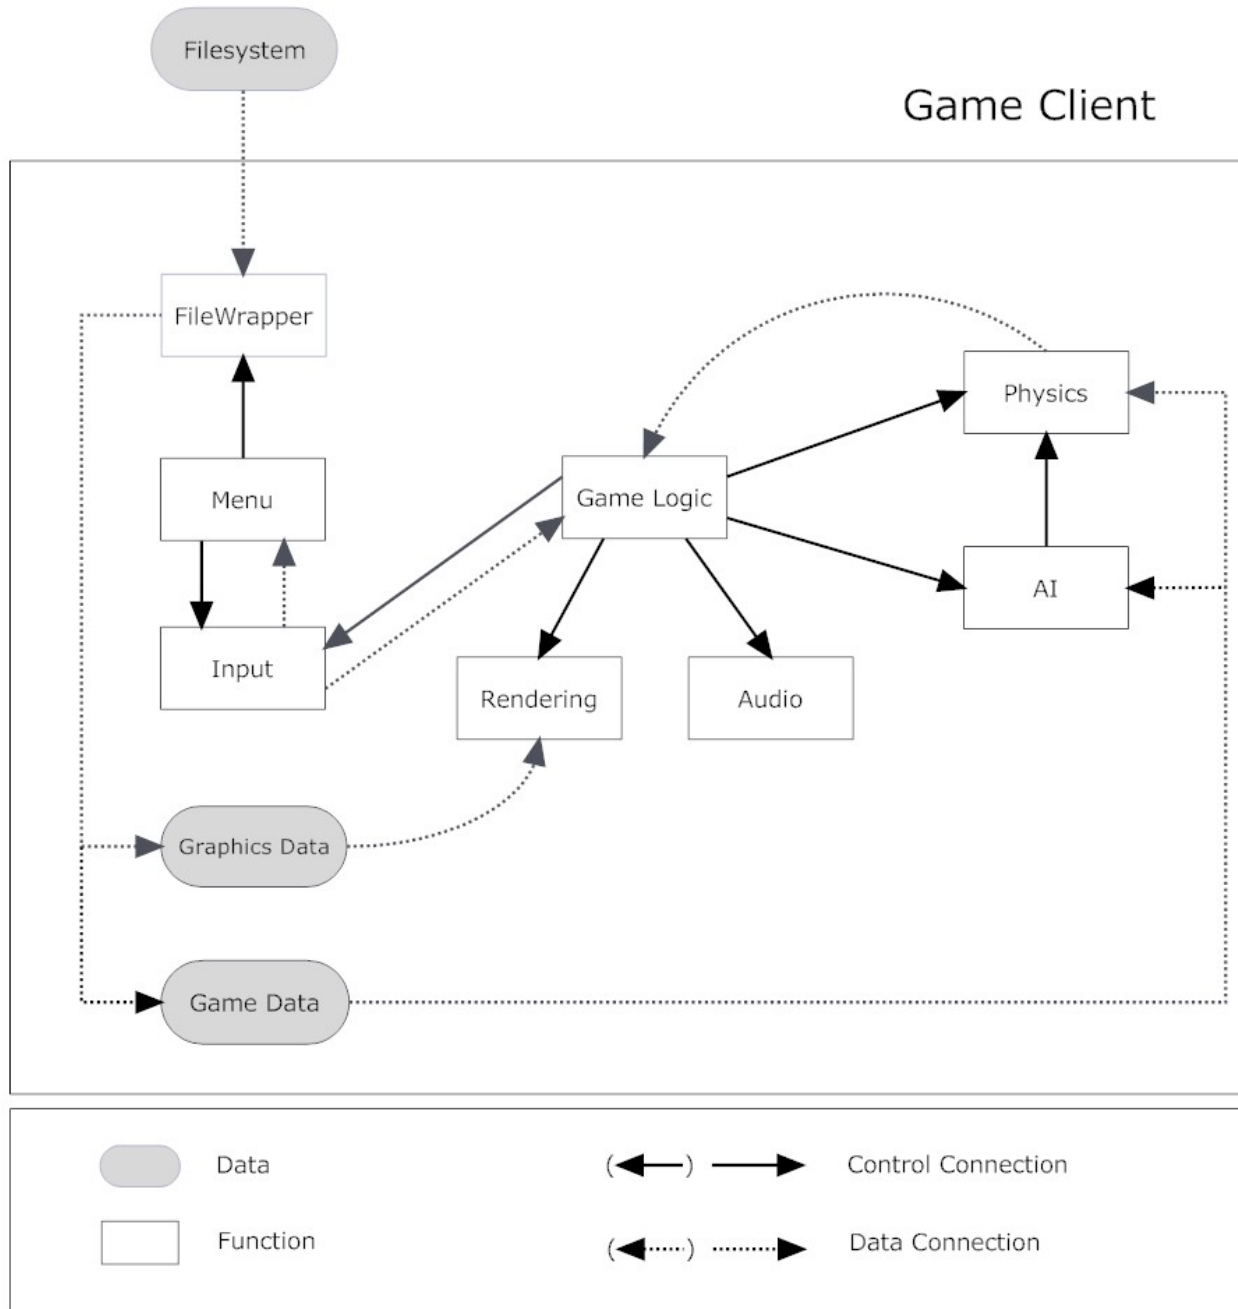 Filesystem
Game Client
FileWrapper
Physics
Menu
Game Logic
AI
Input
Rendering
Audio
Graphics Data
Game Data
Data
( ) Control Connection
Function
( ) Data Connection